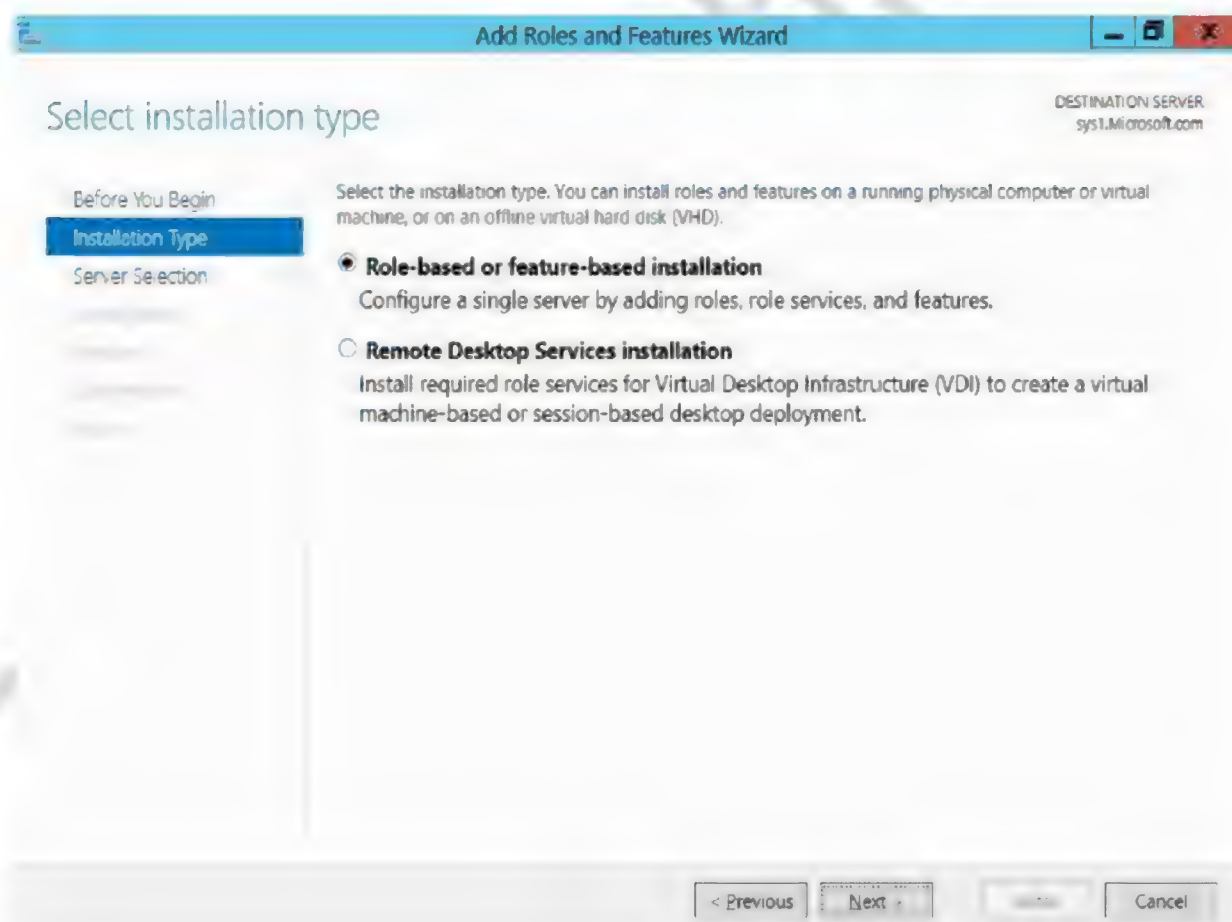 Add Roles and Features Wizard
Select installation type
DESTINATION SERVER
sys1.Microsoft.com
Before You Begin
Installation Type
Server Selection
Select the installation type. You can install roles and features on a running physical computer or virtual
machine, or on an offline virtual hard disk (VHD).
Role-based or feature-based installation
Configure a single server by adding roles, role services, and features.
Remote Desktop Services installation
Install required role services for Virtual Desktop Infrastructure (VDI) to create a virtual
machine-based or session-based desktop deployment.
< Previous
Next
Cancel